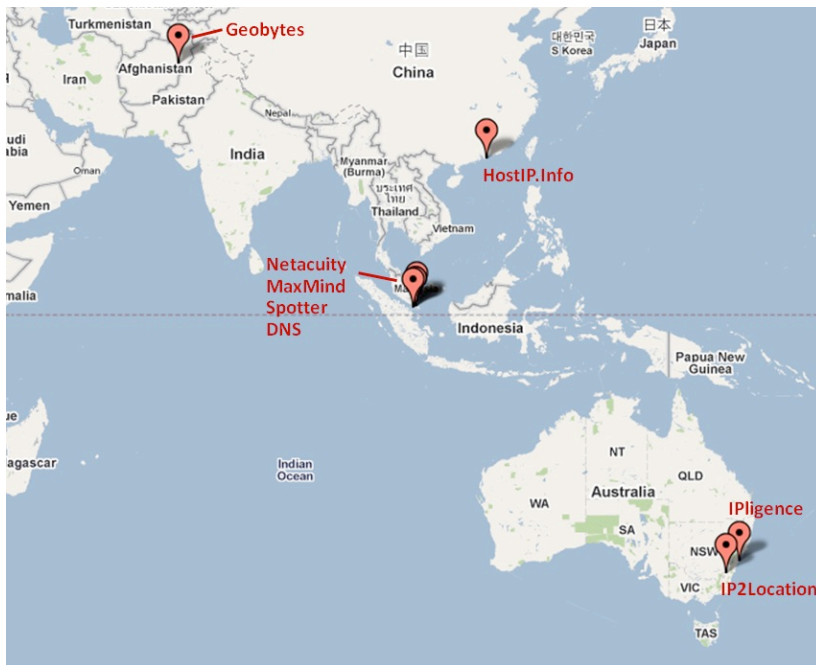 Turkmenistan
Geobytes
日本
Japan
대한민국
S Korea
中国
China
Afghanistan
Iran
Pakistan
Nepal
India
HostIP.Info
Myanmar
(Burma)
Oman
Yemen
ประเทศ
ไทย
Thailand
Vietnam
Netacuity
MaxMind
Spotter
DNS
Indonesia
Papua New
Guinea
Indian
Ocean
NT
QLD
WA
Australia
SA
IPligence
NSW
IP2Location
VIC
TAS